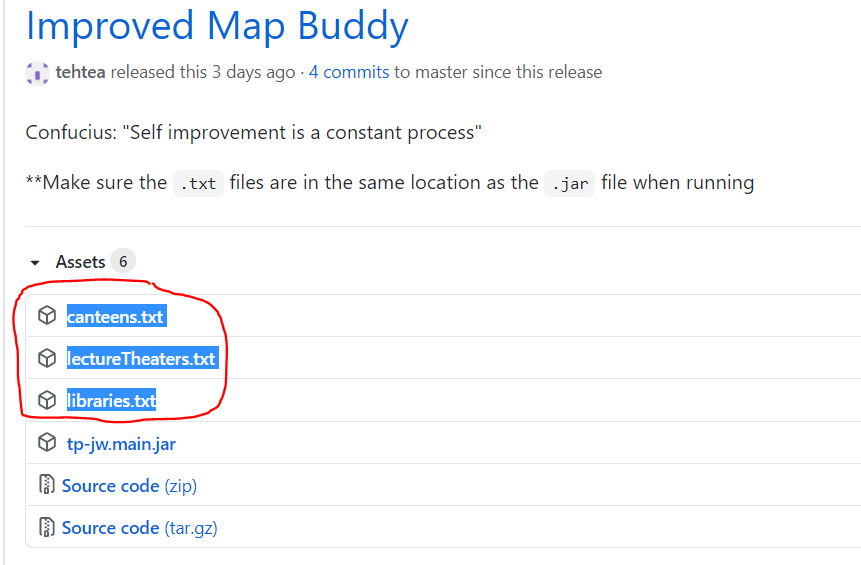 Improved Map Buddy
tehtea released this 3 days ago · 4 commits to master since this release
Confucius: "Self improvement is a constant process"
**Make sure the .txt files are in the same location as the .jar file when running
Assets 6
canteens.txt
lectureTheaters.txt
libraries.txt
tp-jw.main.jar
Source code (zip)
Source code (tar.gz)